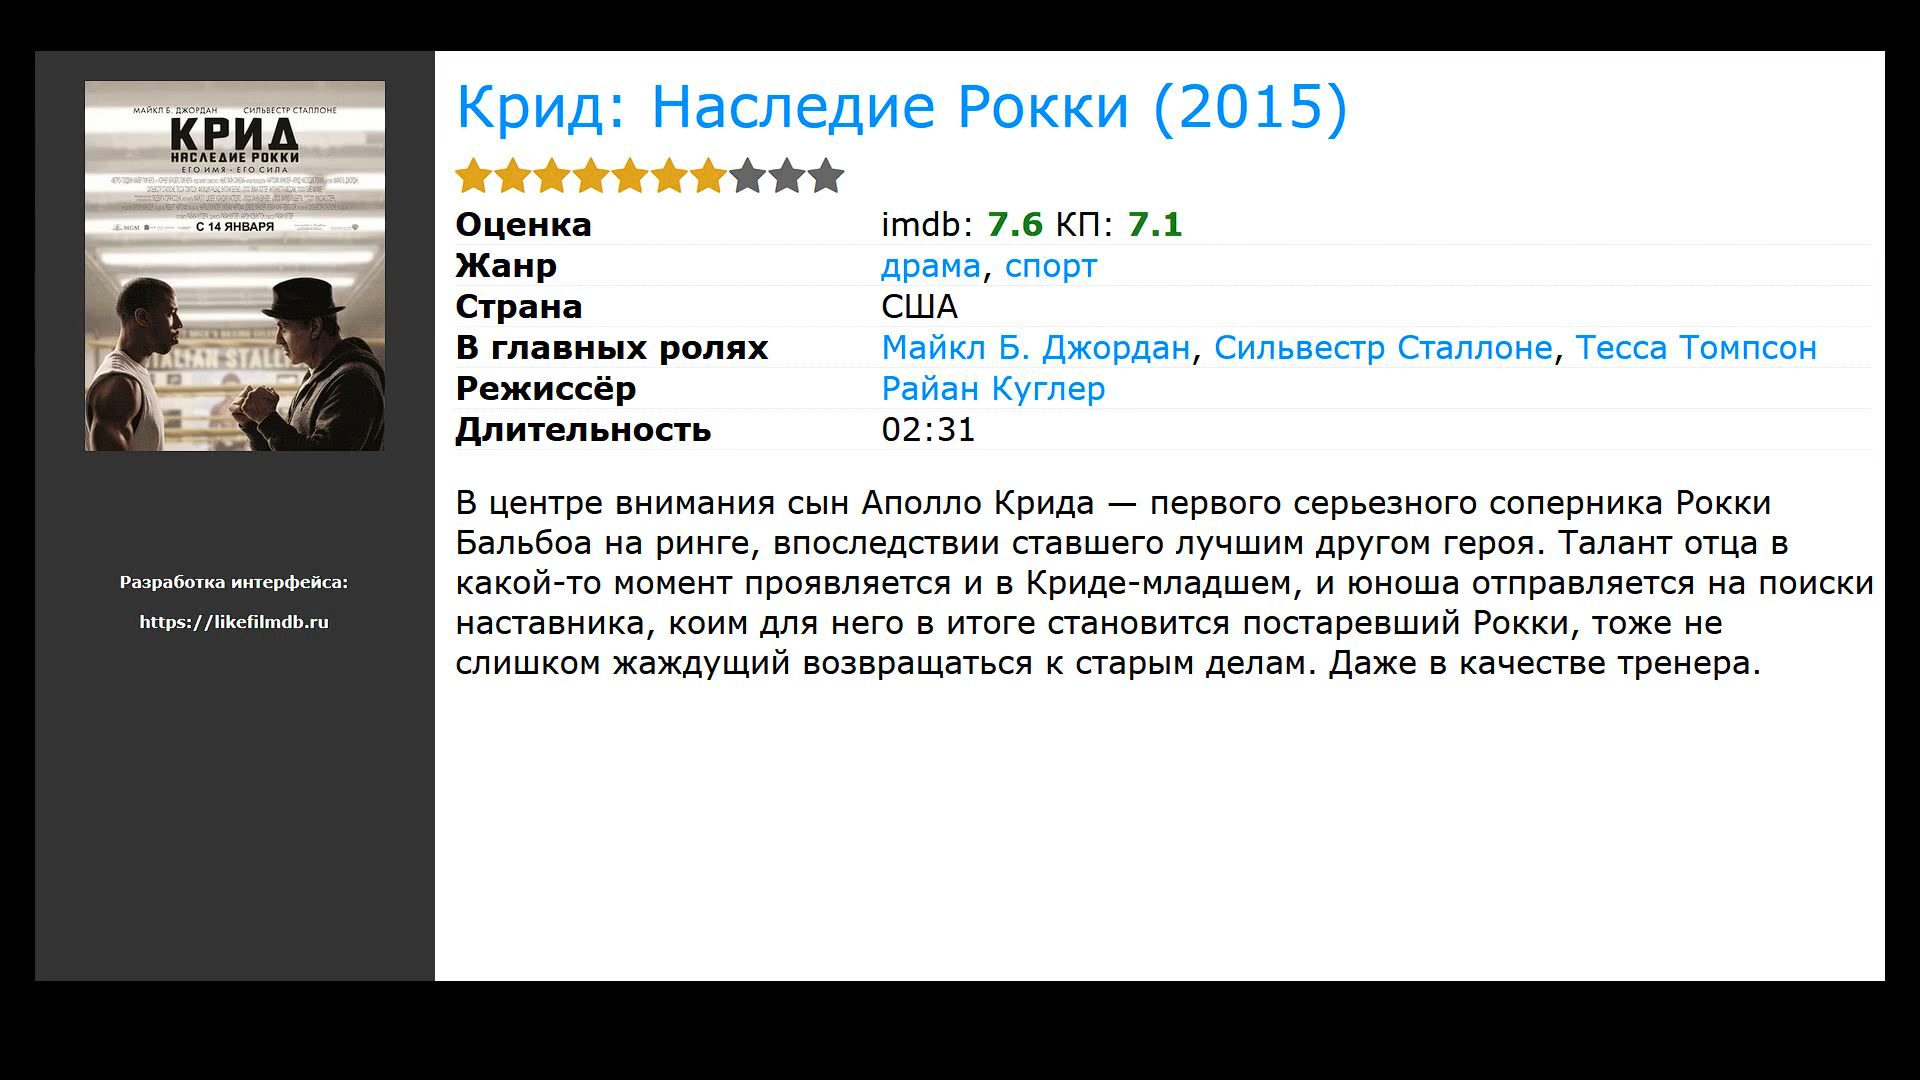 МАЙКЛ Б. ДЖОРДАН СИЛЬВЕСТР СТАЛЛОНЕ
КРИД
НАСЛЕДИЕ РОККИ
ЕГО ИМЯ - ЕГО СИЛА
MGM
С 14 ЯНВАРЯ
ITALIAN STALL
Разработка интерфейса:
https://likefilmdb.ru
Крид: Наследие Рокки (2015)
Оценка imdb: 7.6 КП: 7.1
Жанр драма, спорт
Страна США
В главных ролях Майкл Б. Джордан, Сильвестр Сталлоне, Тесса Томпсон
Режиссёр Райан Куглер
Длительность 02:31
В центре внимания сын Аполло Крида — первого серьезного соперника Рокки
Бальбоа на ринге, впоследствии ставшего лучшим другом героя. Талант отца в
какой-то момент проявляется и в Криде-младшем, и юноша отправляется на поиски
наставника, коим для него в итоге становится постаревший Рокки, тоже не
слишком жаждущий возвращаться к старым делам. Даже в качестве тренера.